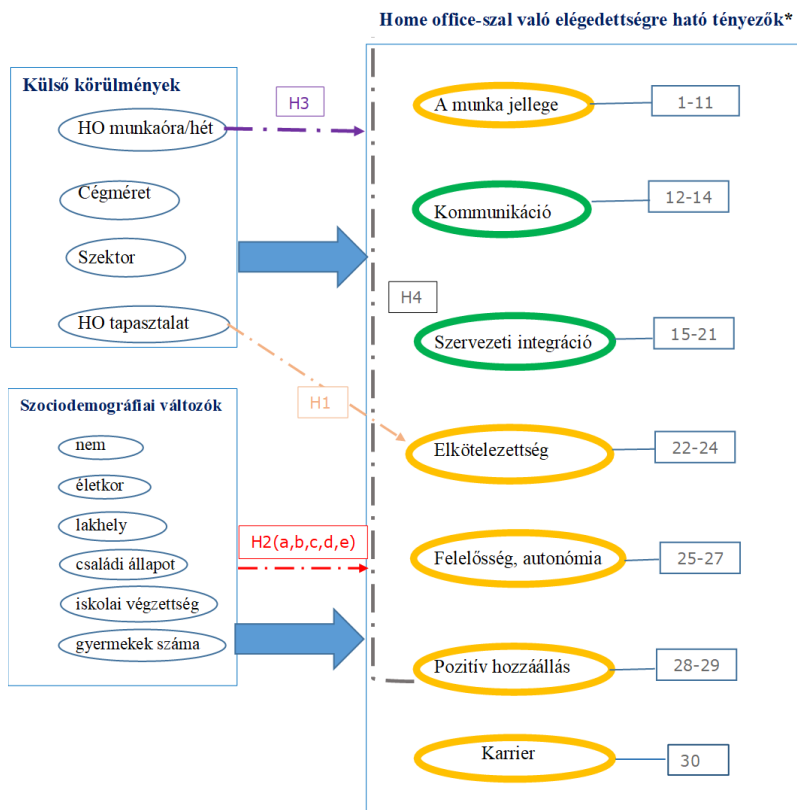 Home office-szal való elégedettségre ható tényezők*
Külső körülmények
HO munkaóra/hét
Cégméret
Szektor
HO tapasztalat
Szociodemográfiai változók
nem
életkor
lakhely
családi állapot
iskolai végzettség
gyermekek száma
H3
H1
H2(a,b,c,d,e)
H4
A munka jellege
1-11
Kommunikáció
12-14
Szervezeti integráció
15-21
Elkötelezettség
22-24
Felelősség, autonómia
25-27
Pozitív hozzáállás
28-29
Karrier
30